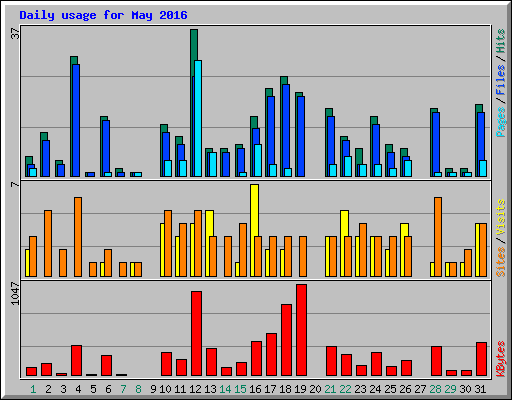 Daily usage for May 2016
37
Pages / Files / Hits
7
Sites / Visits
1047
KBytes
1 2 3 4 5 6 7 8 9 10 11 12 13 14 15 16 17 18 19 20 21 22 23 24 25 26 27 28 29 30 31